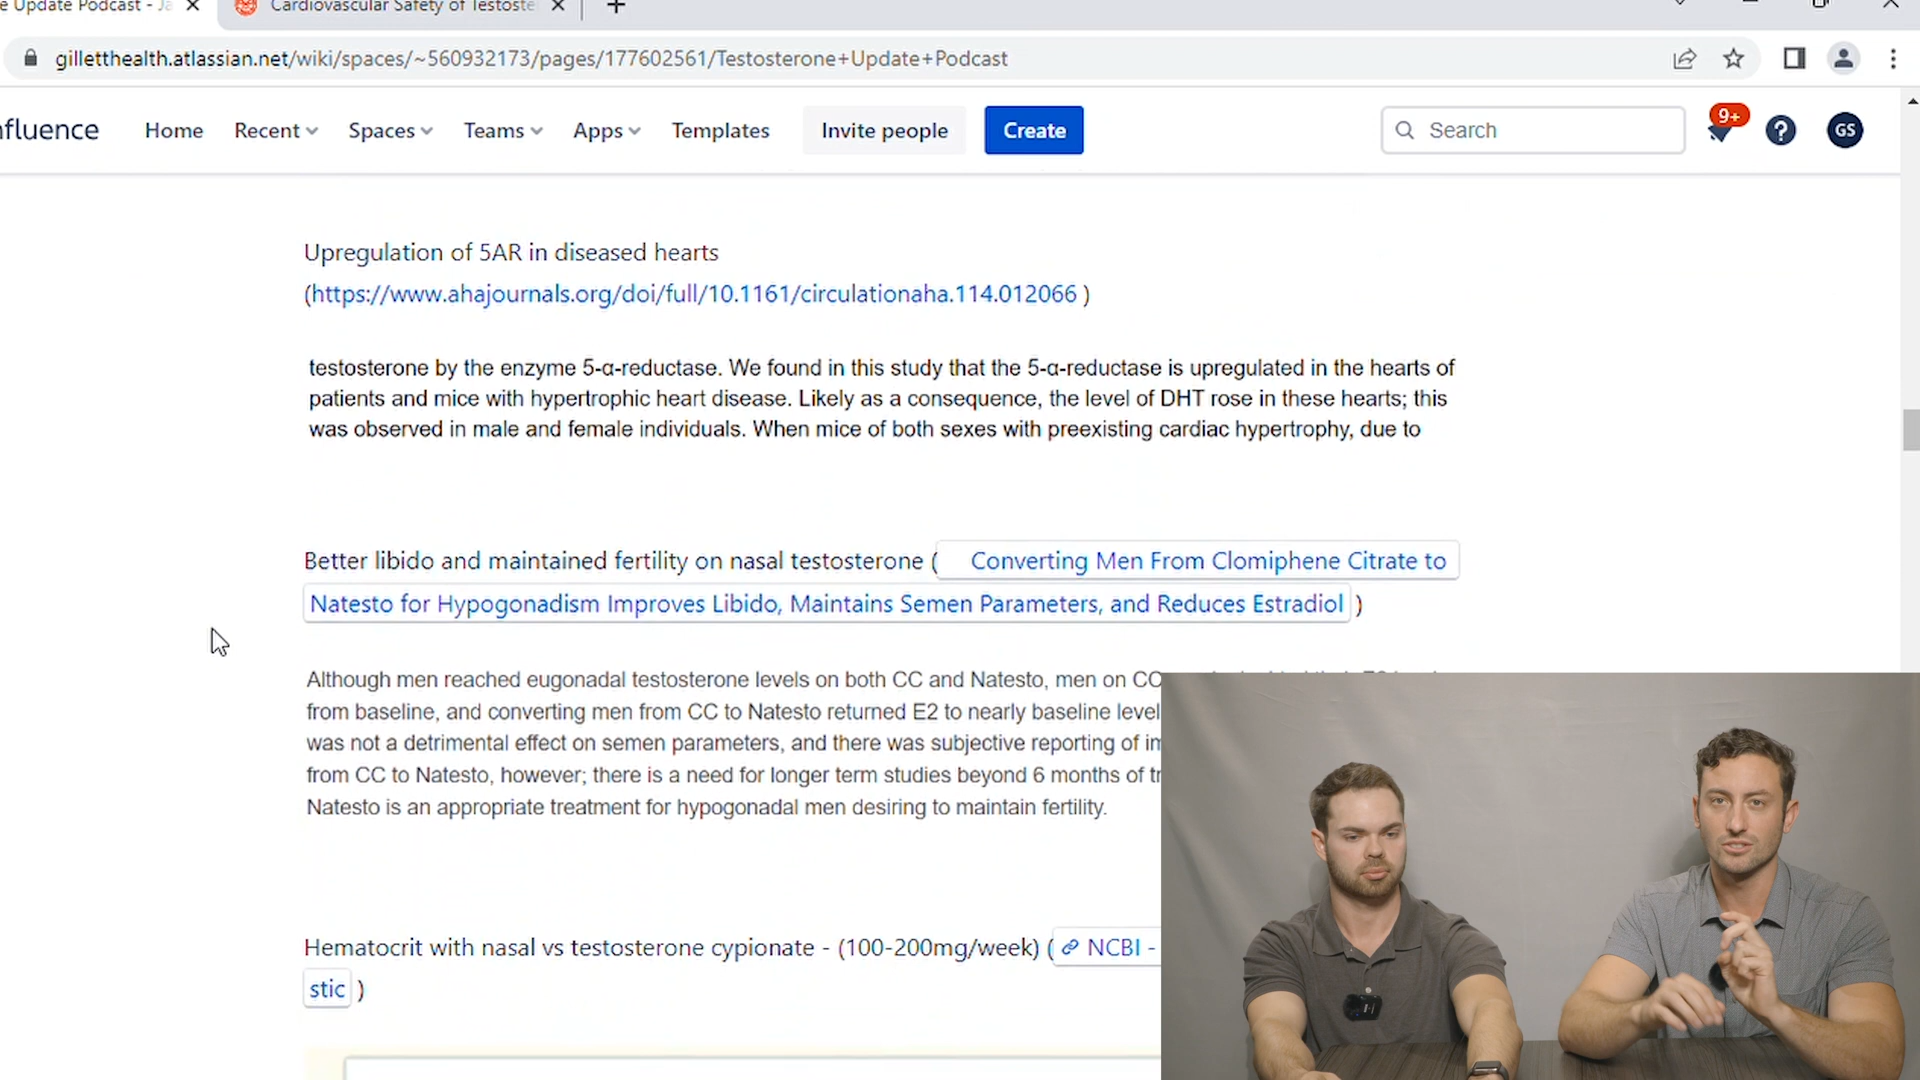 e Update Podcast - Ja
Cardiovascular Safety of Testoste
gilletthealth.atlassian.net/wiki/spaces/~560932173/pages/177602561/Testosterone+Update+Podcast
nfluence Home Recent Spaces Teams Apps Templates Invite people Create Search 9+ ? GS
Upregulation of 5AR in diseased hearts
(https://www.ahajournals.org/doi/full/10.1161/circulationaha.114.012066 )
testosterone by the enzyme 5-α-reductase. We found in this study that the 5-α-reductase is upregulated in the hearts of
patients and mice with hypertrophic heart disease. Likely as a consequence, the level of DHT rose in these hearts; this
was observed in male and female individuals. When mice of both sexes with preexisting cardiac hypertrophy, due to
Better libido and maintained fertility on nasal testosterone ( Converting Men From Clomiphene Citrate to
Natesto for Hypogonadism Improves Libido, Maintains Semen Parameters, and Reduces Estradiol )
Although men reached eugonadal testosterone levels on both CC and Natesto, men on CC
from baseline, and converting men from CC to Natesto returned E2 to nearly baseline level
was not a detrimental effect on semen parameters, and there was subjective reporting of im
from CC to Natesto, however; there is a need for longer term studies beyond 6 months of tr
Natesto is an appropriate treatment for hypogonadal men desiring to maintain fertility.
Hematocrit with nasal vs testosterone cypionate - (100-200mg/week) ( NCBI -
stic )